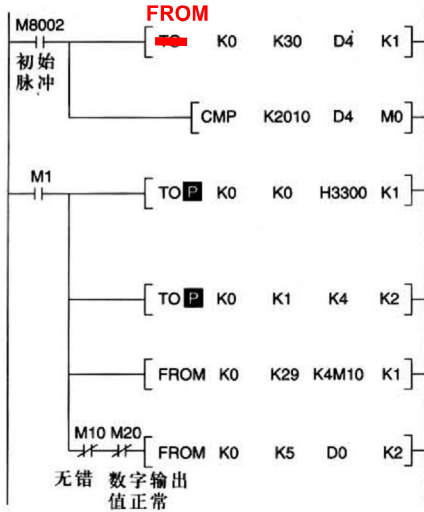 FROM
M8002
TO K0 K30 D4 K1
初始
脉冲
CMP K2010 D4 M0
M1
TO P K0 K0 H3300 K1
TO P K0 K1 K4 K2
FROM K0 K29 K4M10 K1
M10 M20
FROM K0 K5 D0 K2
无错 数字输出
值正常